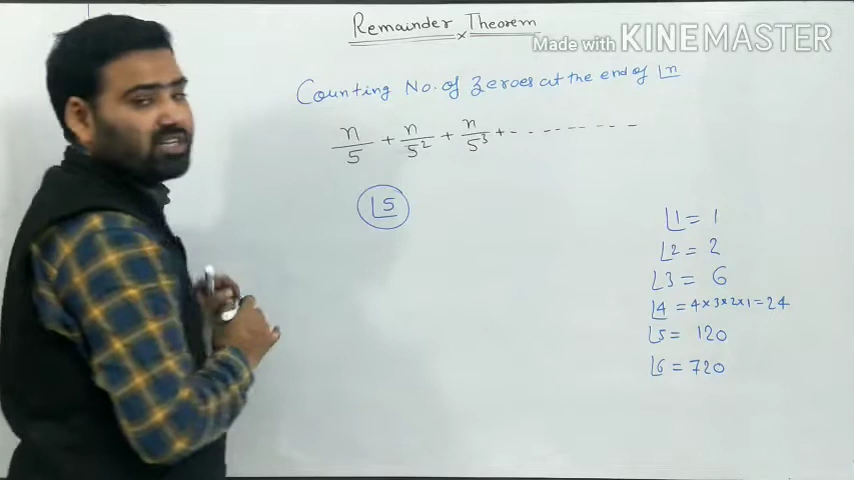 Remainder Theorem
×
Made with KINEMASTER
Counting No. of Zeroes at the end of |n
n/5 + n/5² + n/5³ + - - - - - - - -
|5
|1 = 1
|2 = 2
|3 = 6
|4 = 4×3×2×1=24
|5 = 120
|6 = 720